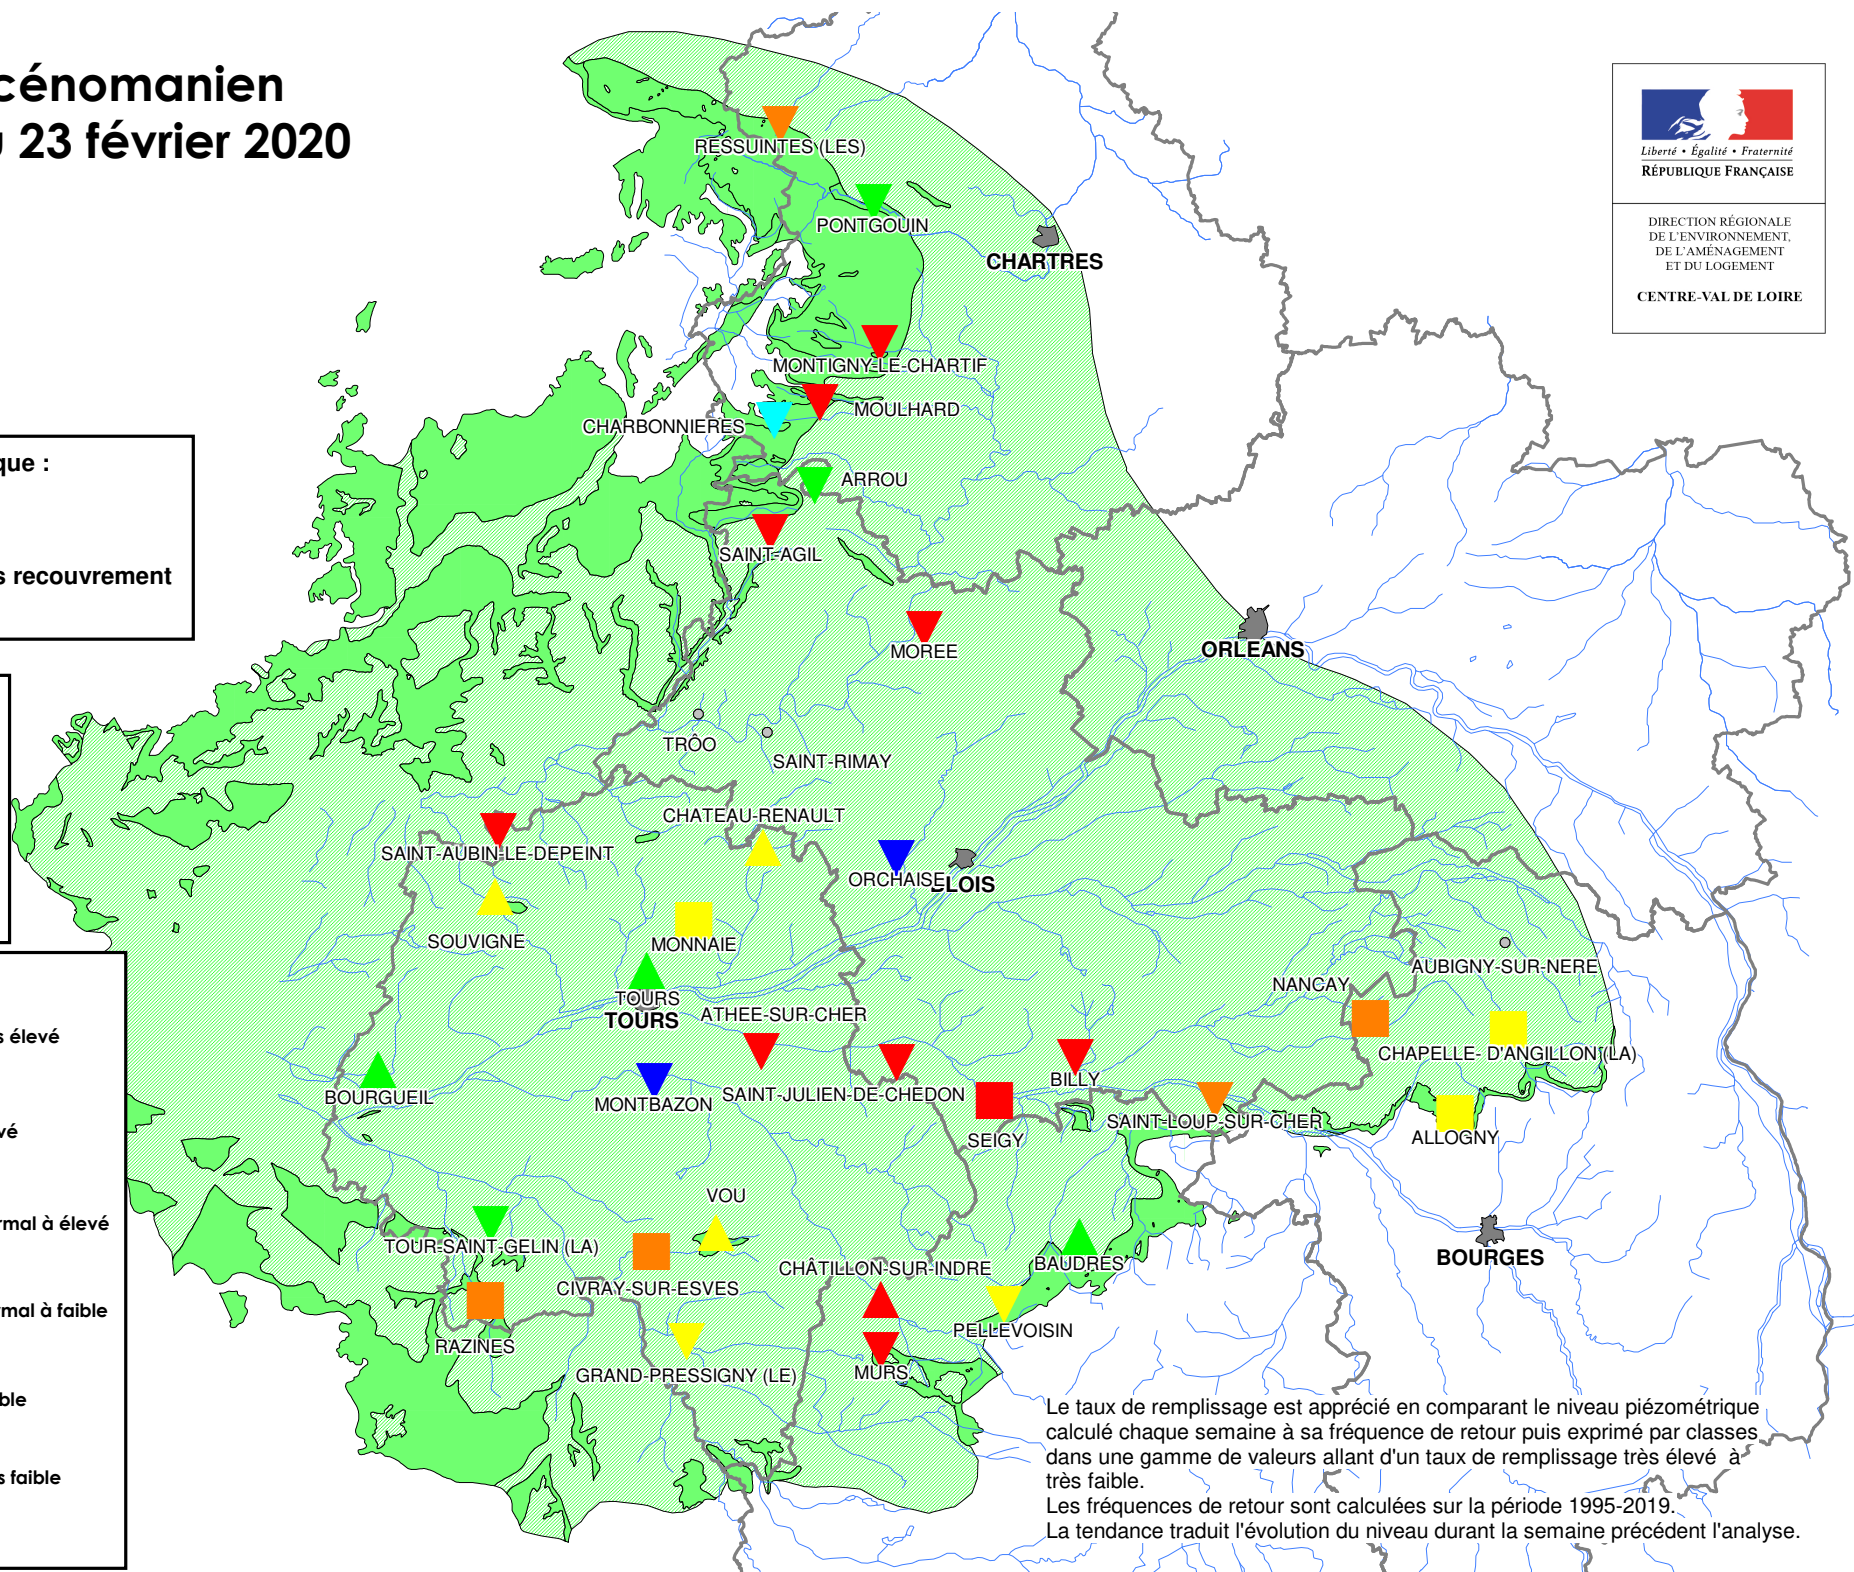 cénomanien
23 février 2020
Liberté • Égalité • Fraternité
RÉPUBLIQUE FRANÇAISE
DIRECTION RÉGIONALE
DE L'ENVIRONNEMENT,
DE L'AMÉNAGEMENT
ET DU LOGEMENT
CENTRE-VAL DE LOIRE
RESSUINTES (LES)
PONTGOUIN
CHARTRES
MONTIGNY-LE-CHARTIF
MOULHARD
CHARBONNIERES
que :
ARROU
SAINT-AGIL
s recouvrement
MOREE
ORLEANS
TRÔO
SAINT-RIMAY
CHATEAU-RENAULT
SAINT-AUBIN-LE-DEPEINT
ORCHAISE
BLOIS
SOUVIGNE
MONNAIE
AUBIGNY-SUR-NERE
NANCAY
TOURS
TOURS
ATHEE-SUR-CHER
s élevé
CHAPELLE- D'ANGILLON (LA)
BILLY
BOURGUEIL
MONTBAZON
SAINT-JULIEN-DE-CHEDON
SAINT-LOUP-SUR-CHER
vé
SEIGY
ALLOGNY
VOU
rmal à élevé
TOUR-SAINT-GELIN (LA)
BOURGES
CHÂTILLON-SUR-INDRE
BAUDRES
CIVRAY-SUR-ESVES
rmal à faible
PELLEVOISIN
RAZINES
GRAND-PRESSIGNY (LE)
MURS
ble
s faible
Le taux de remplissage est apprécié en comparant le niveau piézométrique
calculé chaque semaine à sa fréquence de retour puis exprimé par classes
dans une gamme de valeurs allant d'un taux de remplissage très élevé à
très faible.
Les fréquences de retour sont calculées sur la période 1995-2019.
La tendance traduit l'évolution du niveau durant la semaine précédent l'analyse.